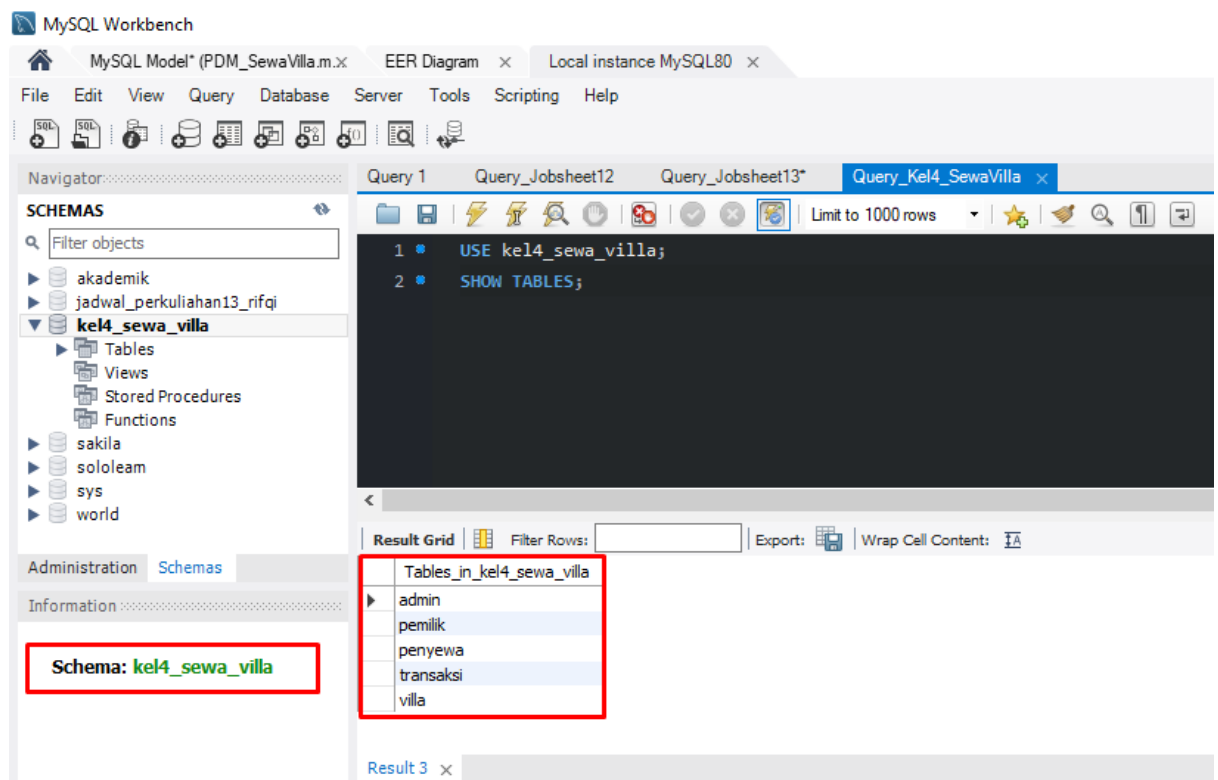 MySQL Workbench
MySQL Model* (PDM_SewaVilla.m.x
EER Diagram x
Local instance MySQL80 x
File Edit View Query Database Server Tools Scripting Help
Navigator
SCHEMAS
Filter objects
akademik
jadwal_perkuliahan13_rifqi
kel4_sewa_villa
Tables
Views
Stored Procedures
Functions
sakila
sololearn
sys
world
Administration Schemas
Information
Schema: kel4_sewa_villa
Query 1 Query_Jobsheet12 Query_Jobsheet13* Query_Kel4_SewaVilla x
Limit to 1000 rows
1 USE kel4_sewa_villa;
2 SHOW TABLES;
Result Grid Filter Rows: Export: Wrap Cell Content: IA
Tables_in_kel4_sewa_villa
admin
pemilik
penyewa
transaksi
villa
Result 3 x